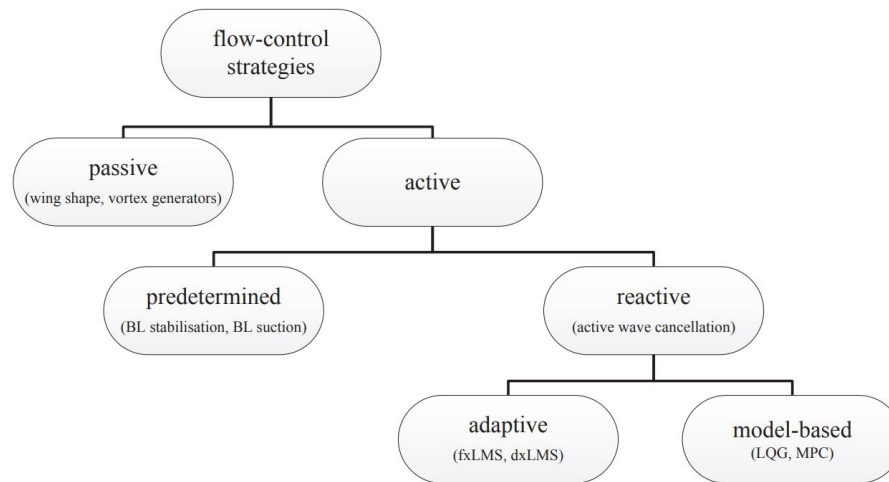 flow-control
strategies
passive
(wing shape, vortex generators)
active
predetermined
(BL stabilisation, BL suction)
reactive
(active wave cancellation)
adaptive
(fxLMS, dxLMS)
model-based
(LQG, MPC)